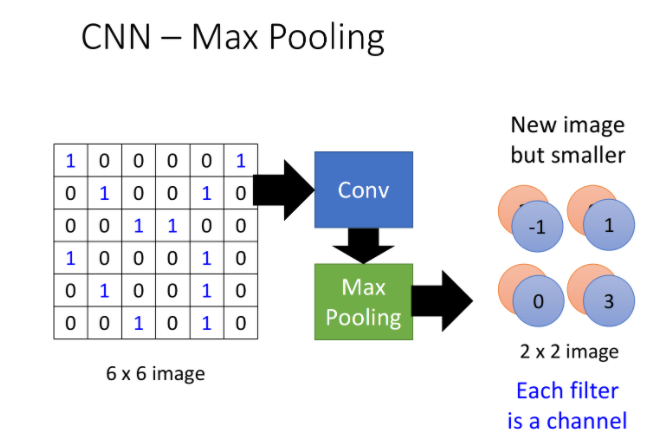 CNN – Max Pooling
1 0 0 0 0 1
0 1 0 0 1 0
0 0 1 1 0 0
1 0 0 0 1 0
0 1 0 0 1 0
0 0 1 0 1 0
6 x 6 image
Conv
Max
Pooling
New image
but smaller
-1 1
0 3
2 x 2 image
Each filter
is a channel